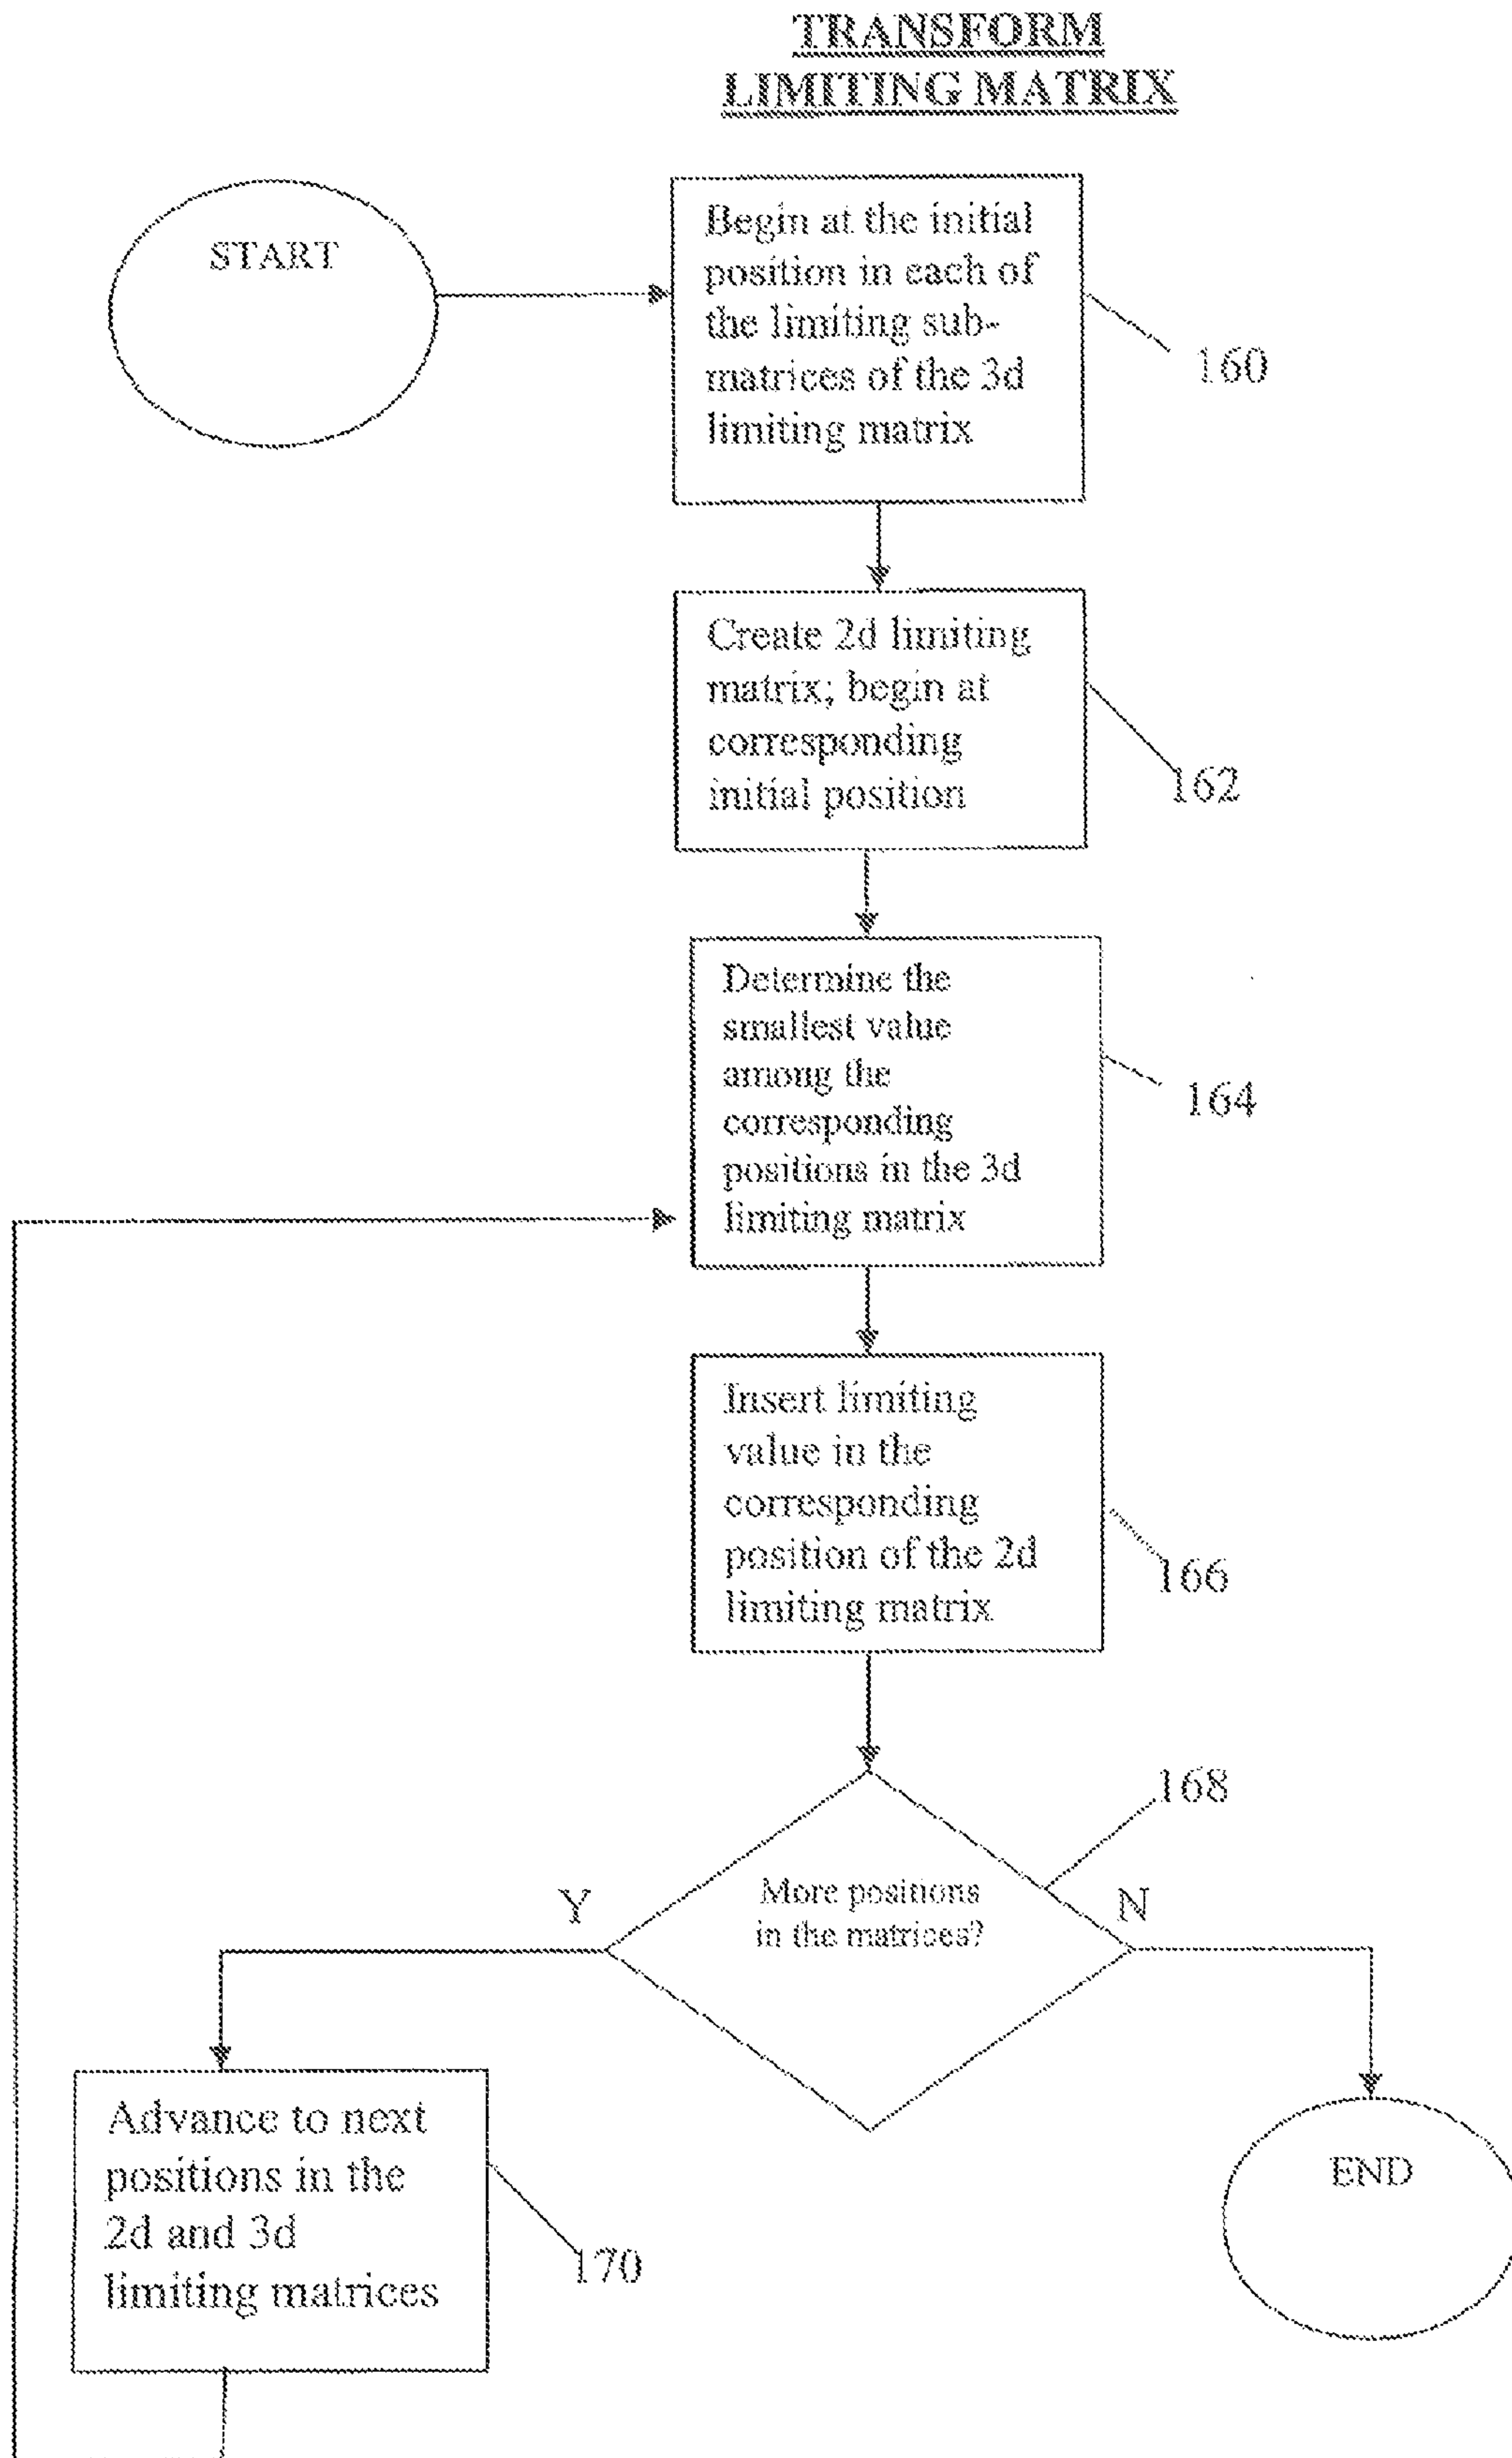 TRANSFORM
LIMITING MATRIX
START
Begin at the initial
position in each of
the limiting sub-
matrices of the 3d
limiting matrix
160
Create 2d limiting
matrix; begin at
corresponding
initial position
162
Determine the
smallest value
among the
corresponding
positions in the 3d
limiting matrix
164
Insert limiting
value in the
corresponding
position of the 2d
limiting matrix
166
168
More positions
in the matrices?
Y
N
Advance to next
positions in the
2d and 3d
limiting matrices
170
END